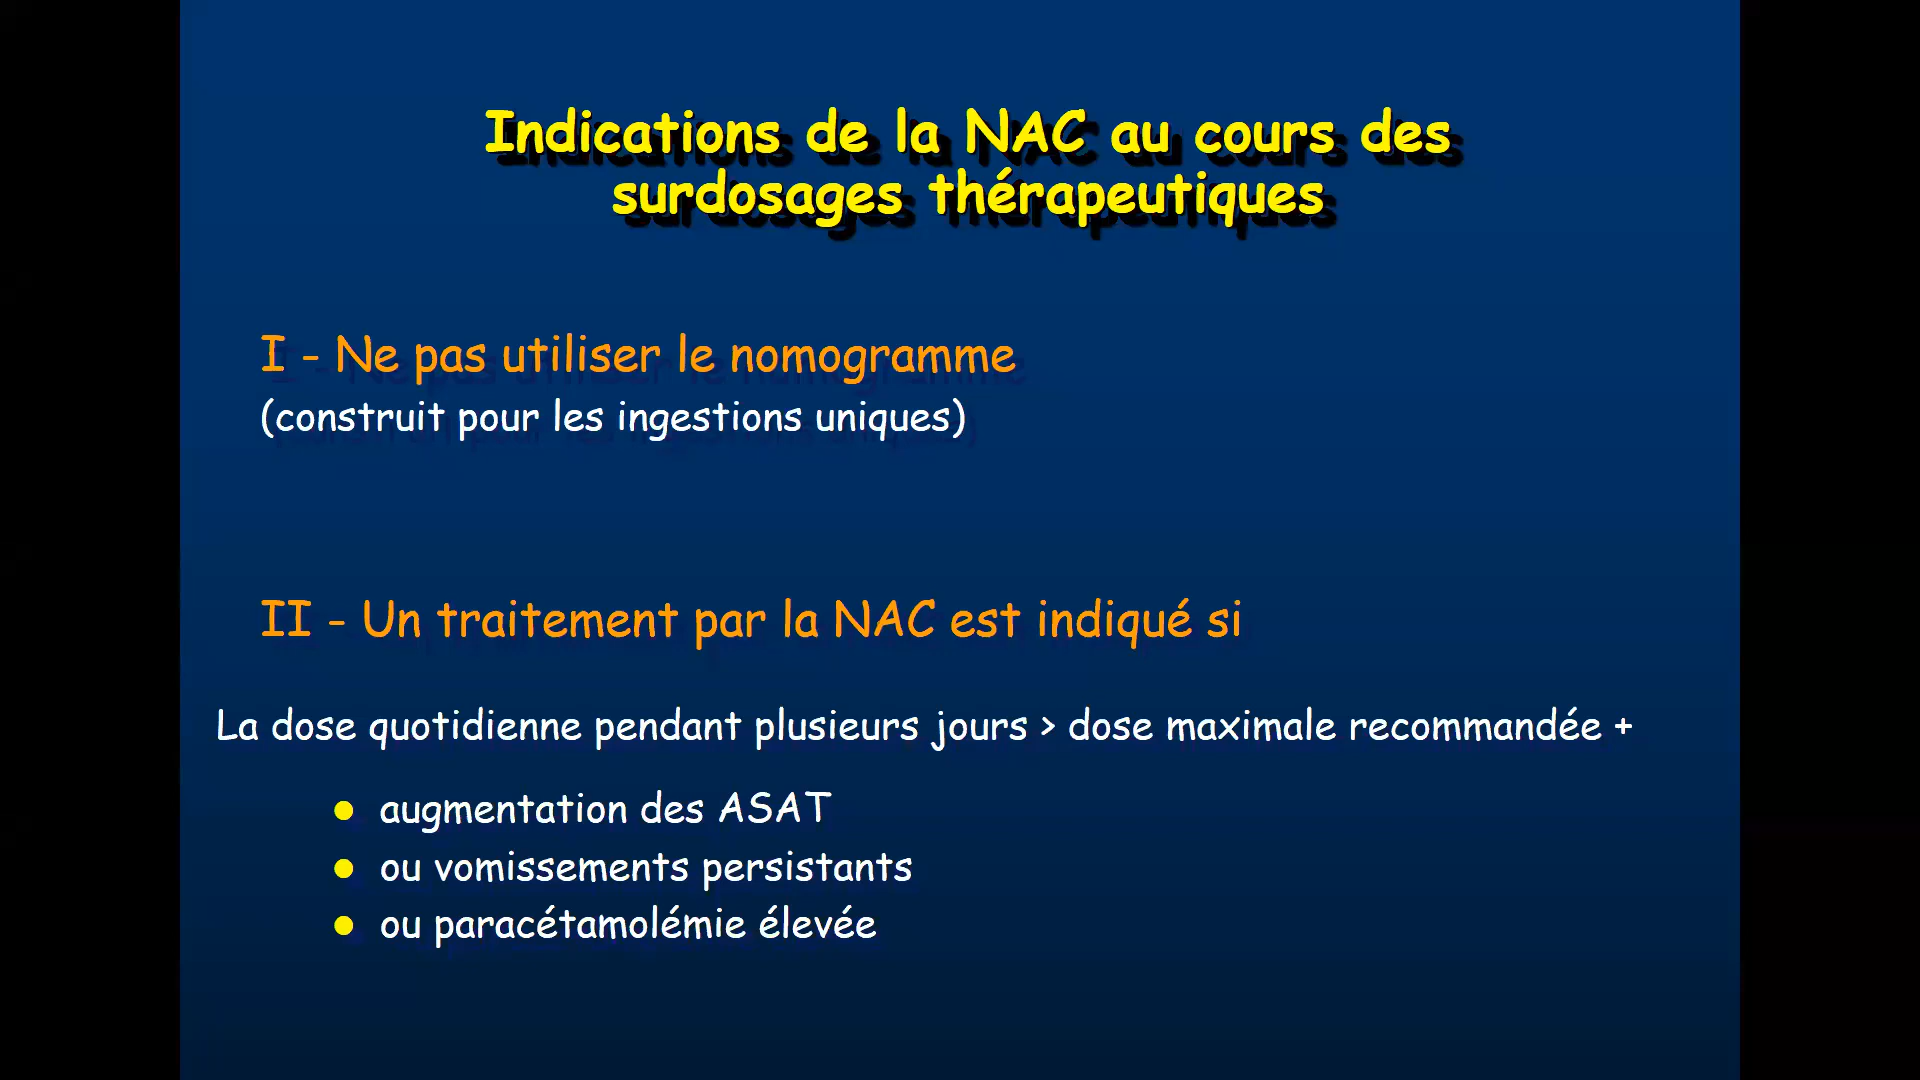 Indications de la NAC au cours des
surdosages thérapeutiques
I - Ne pas utiliser le nomogramme
(construit pour les ingestions uniques)
II - Un traitement par la NAC est indiqué si
La dose quotidienne pendant plusieurs jours > dose maximale recommandée +
● augmentation des ASAT
● ou vomissements persistants
● ou paracétamolémie élevée